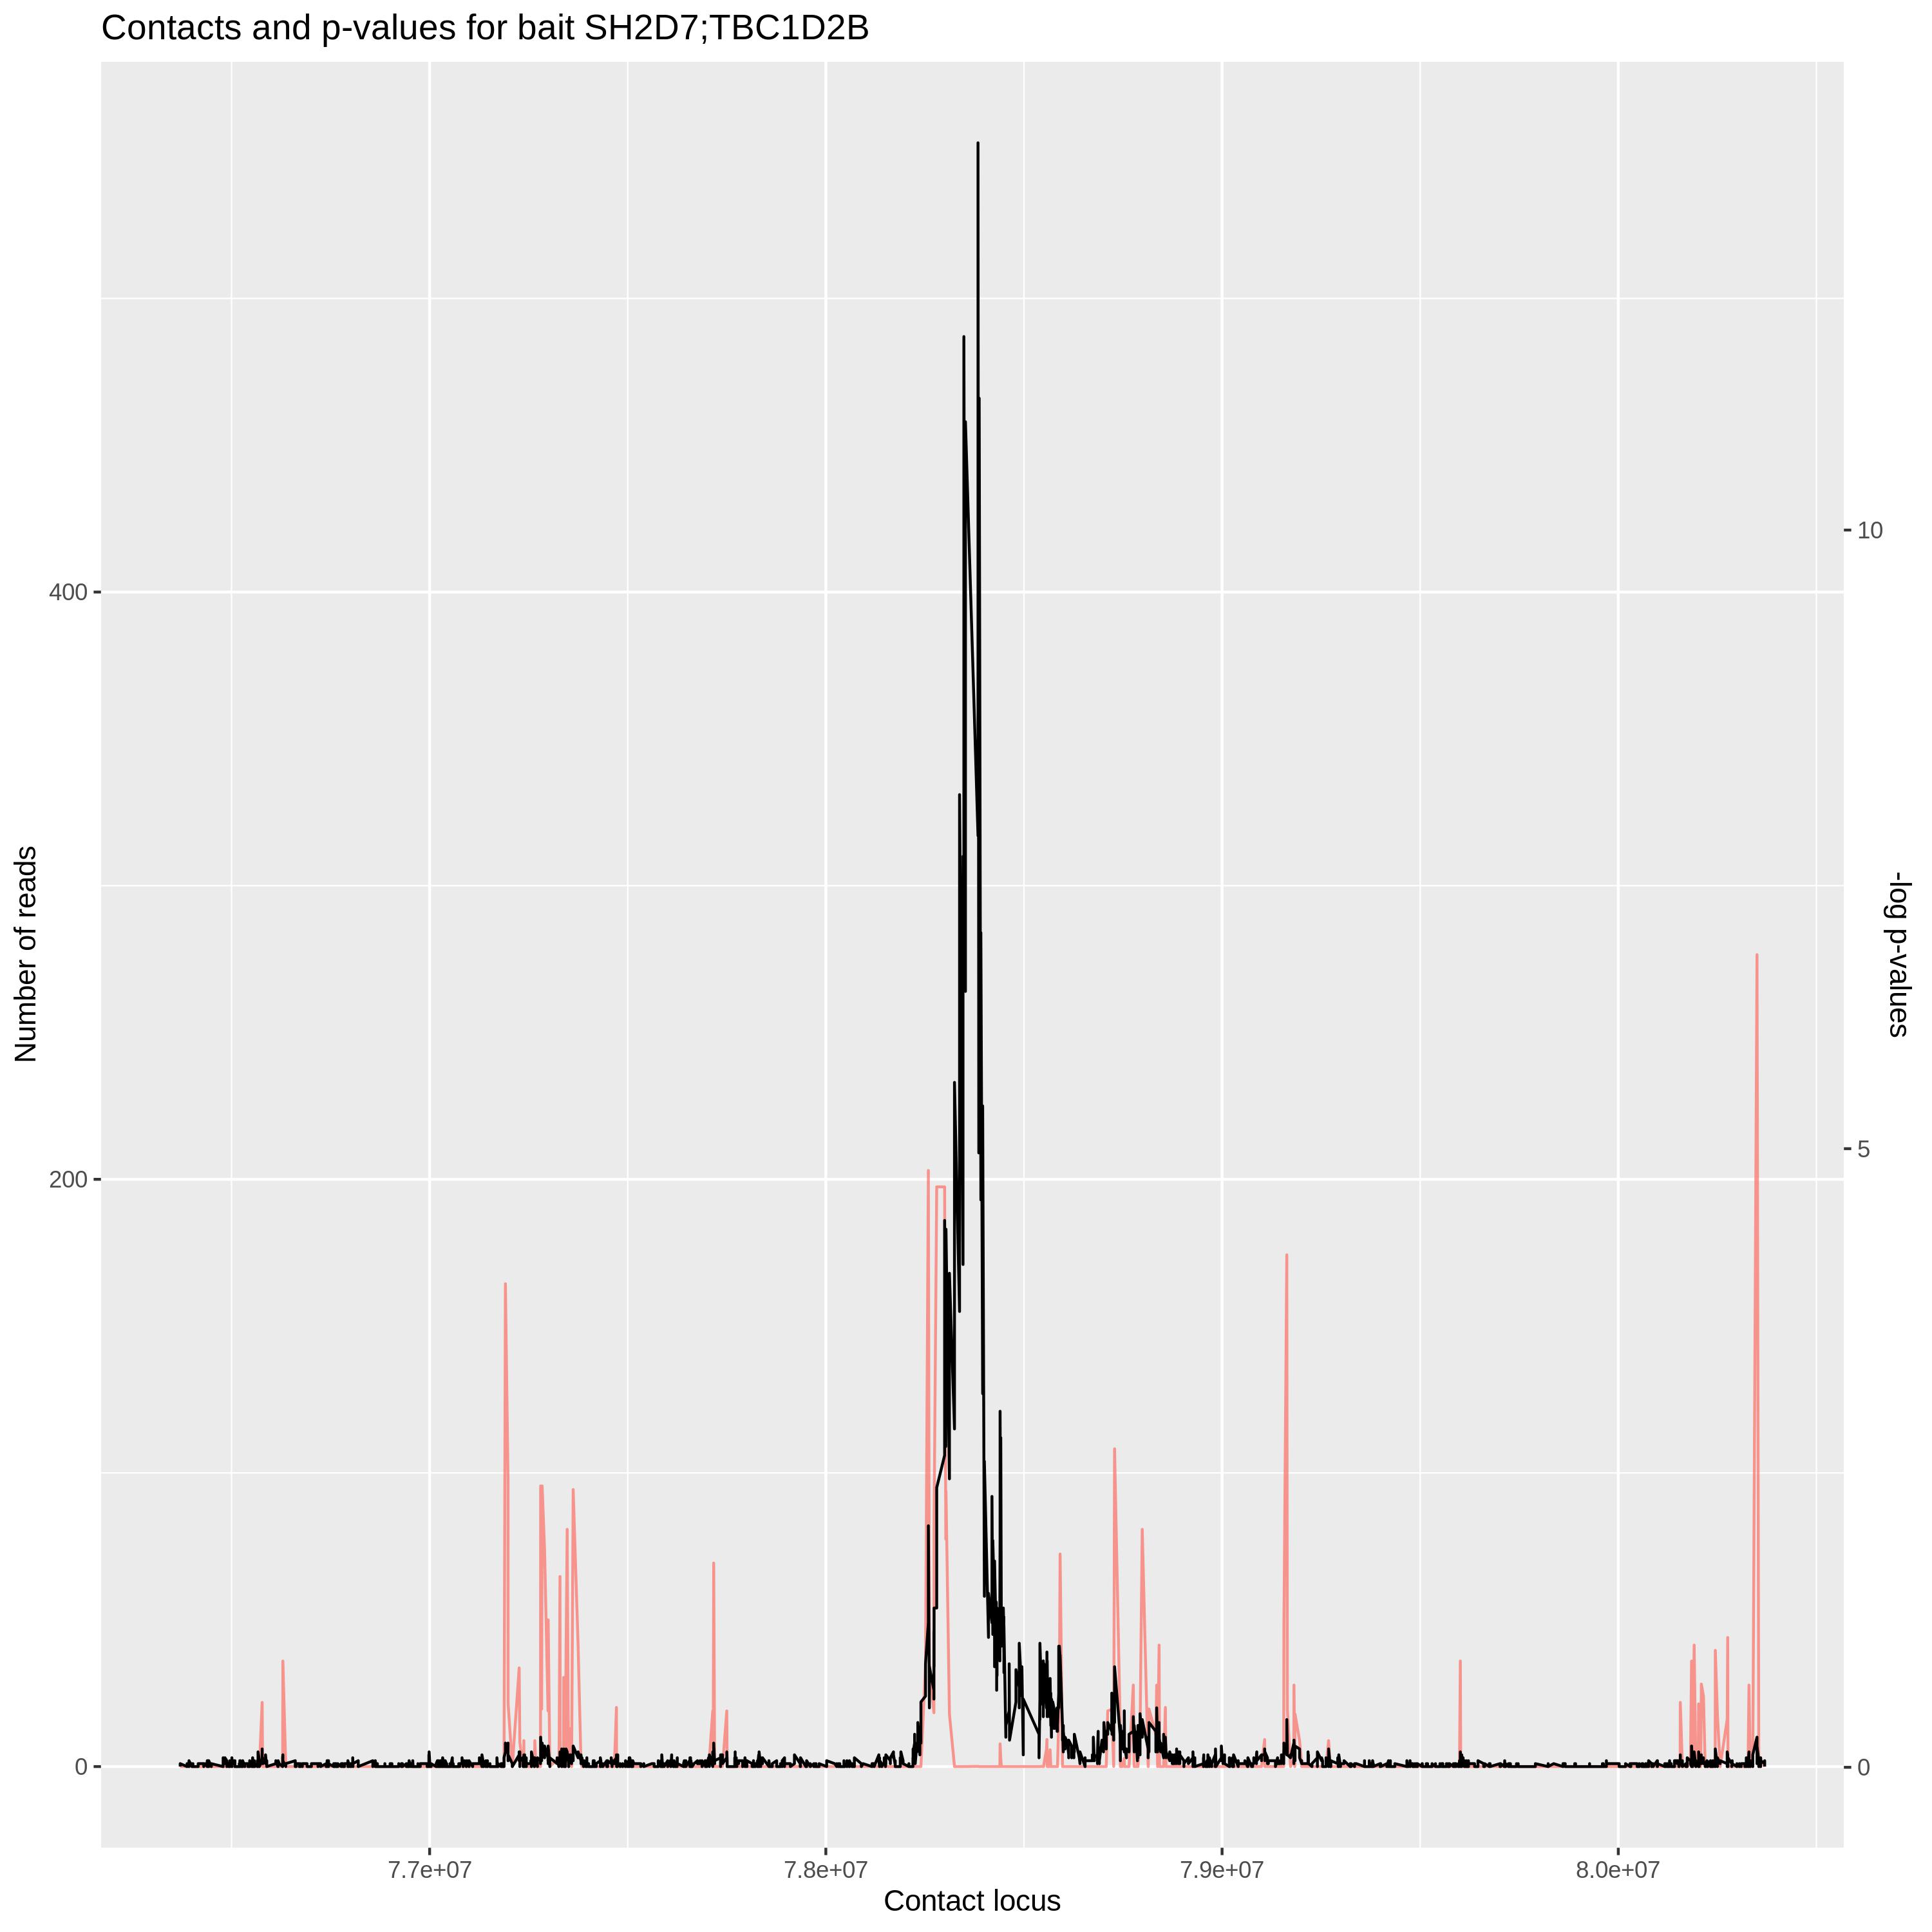 Contacts and p-values for bait SH2D7;TBC1D2B
Number of reads
400
200
0
10
5
0
-log p-values
7.7e+07
7.8e+07
7.9e+07
8.0e+07
Contact locus